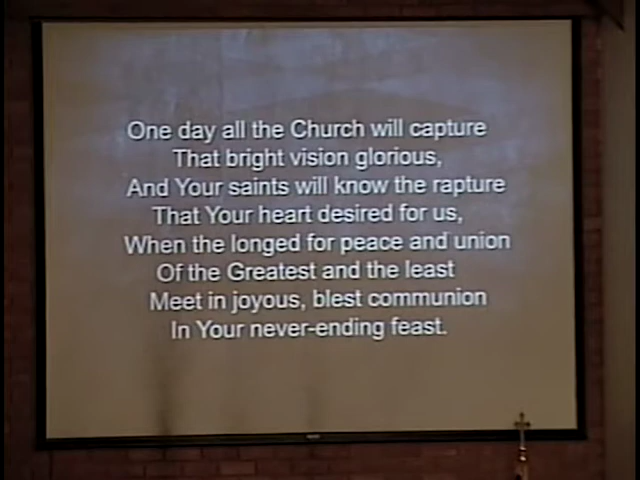 One day all the Church will capture
That bright vision glorious,
And Your saints will know the rapture
That Your heart desired for us,
When the longed for peace and union
Of the Greatest and the least
Meet in joyous, blest communion
In Your never-ending feast.